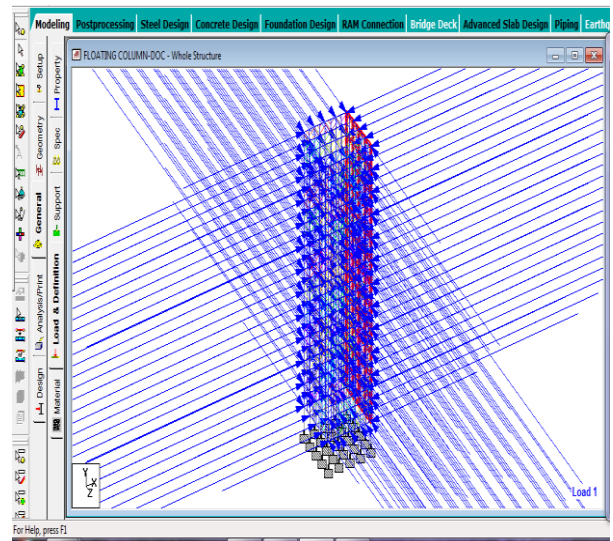 Modeling Postprocessing Steel Design Concrete Design Foundation Design RAM Connection Bridge Deck Advanced Slab Design Piping Earthq
FLOATING COLUMN-DOC - Whole Structure
Setup
Geometry
General
Analysis/Print
Design
Property
Spec
Support
Load & Definition
Material
Y
X
Z
Load 1
For Help, press F1